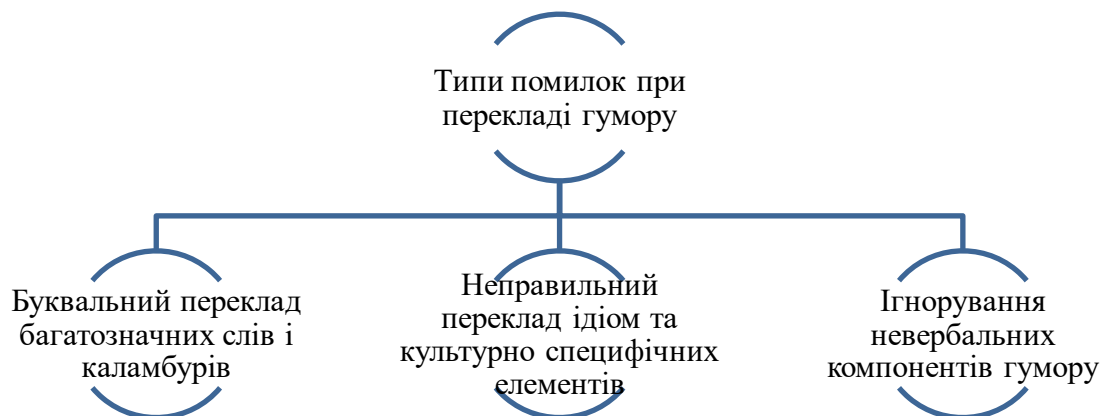 Типи помилок при
перекладі гумору
Буквальний переклад
багатозначних слів і
каламбурів
Неправильний
переклад ідіом та
культурно специфічних
елементів
Ігнорування
невербальних
компонентів гумору